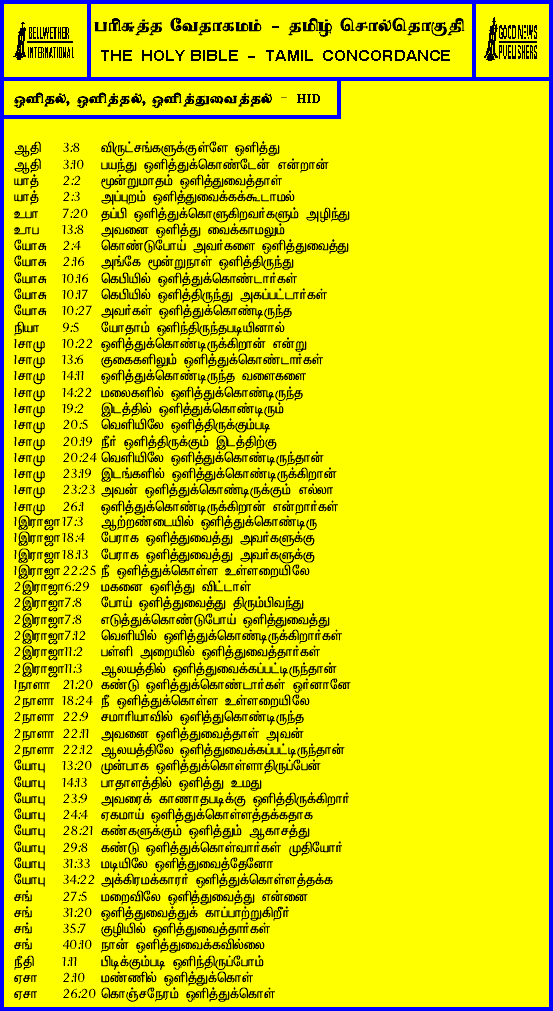 BELLWETHER
INTERNATIONAL
பரிசுத்த வேதாகமம் - தமிழ் சொல்தொகுதி
THE HOLY BIBLE - TAMIL CONCORDANCE
GOOD NEWS
PUBLISHERS
ஒளிதல், ஒளித்தல், ஒளித்துவைத்தல் - HID
ஆதி 3:8 விருட்சங்களுக்குள்ளே ஒளித்து
ஆதி 3:10 பயந்து ஒளித்துக்கொண்டேன் என்றான்
யாத் 2:2 மூன்றுமாதம் ஒளித்துவைத்தாள்
யாத் 2:3 அப்புறம் ஒளித்துவைக்கக்கூடாமல்
உபா 7:20 தப்பி ஒளித்துக்கொளுகிறவர்களும் அழிந்து
உாப 13:8 அவனை ஒளித்து வைக்காமலும்
யோசு 2:4 கொண்டுபோய் அவர்களை ஒளித்துவைத்து
யோசு 2:16 அங்கே மூன்றுநாள் ஒளித்திருந்து
யோசு 10:16 கெபியில் ஒளித்துக்கொண்டார்கள்
யோசு 10:17 கெபியில் ஒளித்திருந்து அகப்பட்டார்கள்
யோசு 10:27 அவர்கள் ஒளித்துக்கொண்டிருந்த
நியா 9:5 யோதாம் ஒளிந்திருந்தபடியினால்
1சாமு 10:22 ஒளித்துக்கொண்டிருக்கிறான் என்று
1சாமு 13:6 குகைகளிலும் ஒளித்துக்கொண்டார்கள்
1சாமு 14:11 ஒளித்துக்கொண்டிருந்த வளைகளை
1சாமு 14:22 மலைகளில் ஒளித்துக்கொண்டிருந்த
1சாமு 19:2 இடத்தில் ஒளித்துக்கொண்டிரும்
1சாமு 20:5 வெளியிலே ஒளித்திருக்கும்படி
1சாமு 20:19 நீர் ஒளித்திருக்கும் இடத்திற்கு
1சாமு 20:24 வெளியிலே ஒளித்துக்கொண்டிருந்தான்
1சாமு 23:19 இடங்களில் ஒளித்துக்கொண்டிருக்கிறான்
1சாமு 23:23 அவன் ஒளித்துக்கொண்டிருக்கும் எல்லா
1சாமு 26:1 ஒளித்துக்கொண்டிருக்கிறான் என்றார்கள்
1இராஜா 17:3 ஆற்றண்டையில் ஒளித்துக்கொண்டிரு
1இராஜா 18:4 பேராக ஒளித்துவைத்து அவர்களுக்கு
1இராஜா 18:13 பேராக ஒளித்துவைத்து அவர்களுக்கு
1இராஜா 22:25 நீ ஒளித்துக்கொள்ள உள்ளறையிலே
2இராஜா 6:29 மகனை ஒளித்து விட்டாள்
2இராஜா 7:8 போய் ஒளித்துவைத்து திரும்பிவந்து
2இராஜா 7:8 எடுத்துக்கொண்டுபோய் ஒளித்துவைத்து
2இராஜா 7:12 வெளியில் ஒளித்துக்கொண்டிருக்கிறார்கள்
2இராஜா 11:2 பள்ளி அறையில் ஒளித்துவைத்தார்கள்
2இராஜா 11:3 ஆலயத்தில் ஒளித்துவைக்கப்பட்டிருந்தான்
1நாளா 21:20 கண்டு ஒளித்துக்கொண்டார்கள் ஒர்னானே
2நாளா 18:24 நீ ஒளித்துக்கொள்ள உள்ளறையிலே
2நாளா 22:9 சமாரியாவில் ஒளித்துகொண்டிருந்த
2நாளா 22:11 அவனை ஒளித்துவைத்தாள் அவன்
2நாளா 22:12 ஆலயத்திலே ஒளித்துவைக்கப்பட்டிருந்தான்
யோபு 13:20 முன்பாக ஒளித்துக்கொள்ளாதிருப்பேன்
யோபு 14:13 பாதாளத்தில் ஒளித்து உமது
யோபு 23:9 அவரைக் காணாதபடிக்கு ஒளித்திருக்கிறார்
யோபு 24:4 ஏகமாய் ஒளித்துக்கொள்ளத்தக்கதாக
யோபு 28:21 கண்களுக்கும் ஒளித்தும் ஆகாசத்து
யோபு 29:8 கண்டு ஒளித்துக்கொள்வார்கள் முதியோர்
யோபு 31:33 மடியிலே ஒளித்துவைத்தேனோ
யோபு 34:22 அக்கிரமக்காரர் ஒளித்துக்கொள்ளத்தக்க
சங் 27:5 மறைவிலே ஒளித்துவைத்து என்னை
சங் 31:20 ஒளித்துவைத்துக் காப்பாற்றுகிறீர்
சங் 35:7 குழியில் ஒளித்துவைத்தார்கள்
சங் 40:10 நான் ஒளித்துவைக்கவில்லை
நீதி 1:11 பிடிக்கும்படி ஒளிந்திருப்போம்
ஏசா 2:10 மண்ணில் ஒளித்துக்கொள்
ஏசா 26:20 கொஞ்சநேரம் ஒளித்துக்கொள்